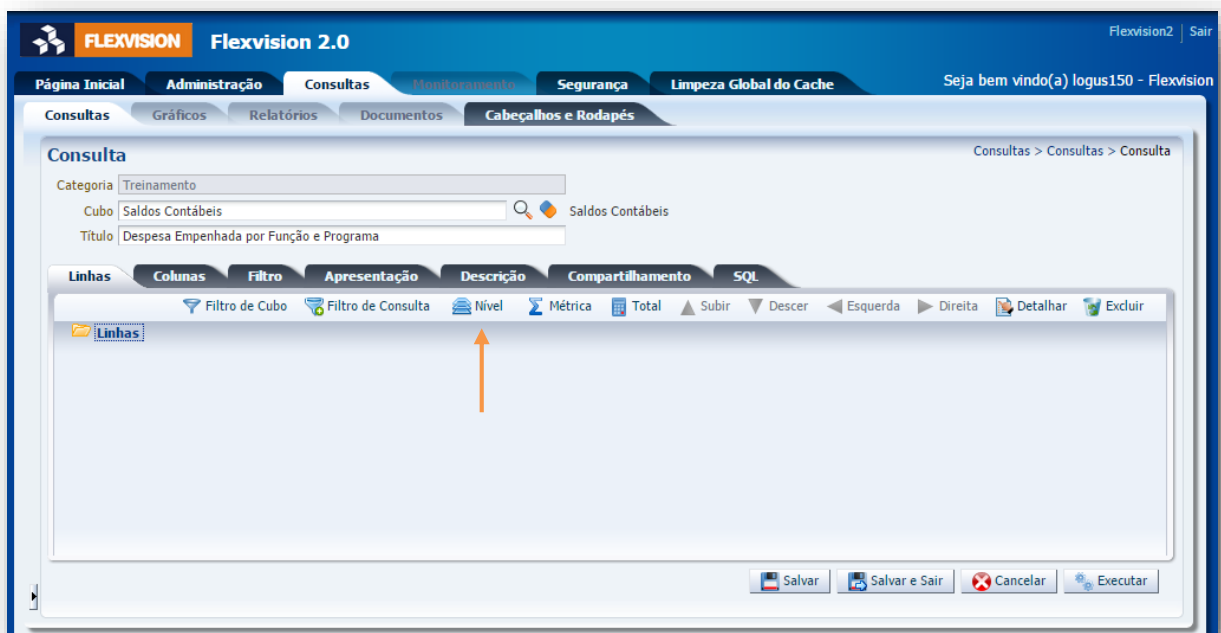 Flexvision2 | Sair
FLEXVISION Flexvision 2.0
Página Inicial Administração Consultas Monitoramento Segurança Limpeza Global do Cache Seja bem vindo(a) logus150 - Flexvision
Consultas Gráficos Relatórios Documentos Cabeçalhos e Rodapés
Consulta Consultas > Consultas > Consulta
Categoria Treinamento
Cubo Saldos Contábeis Saldos Contábeis
Título Despesa Empenhada por Função e Programa
Linhas Colunas Filtro Apresentação Descrição Compartilhamento SQL
Filtro de Cubo Filtro de Consulta Nível Métrica Total Subir Descer Esquerda Direita Detalhar Excluir
Linhas
Salvar Salvar e Sair Cancelar Executar